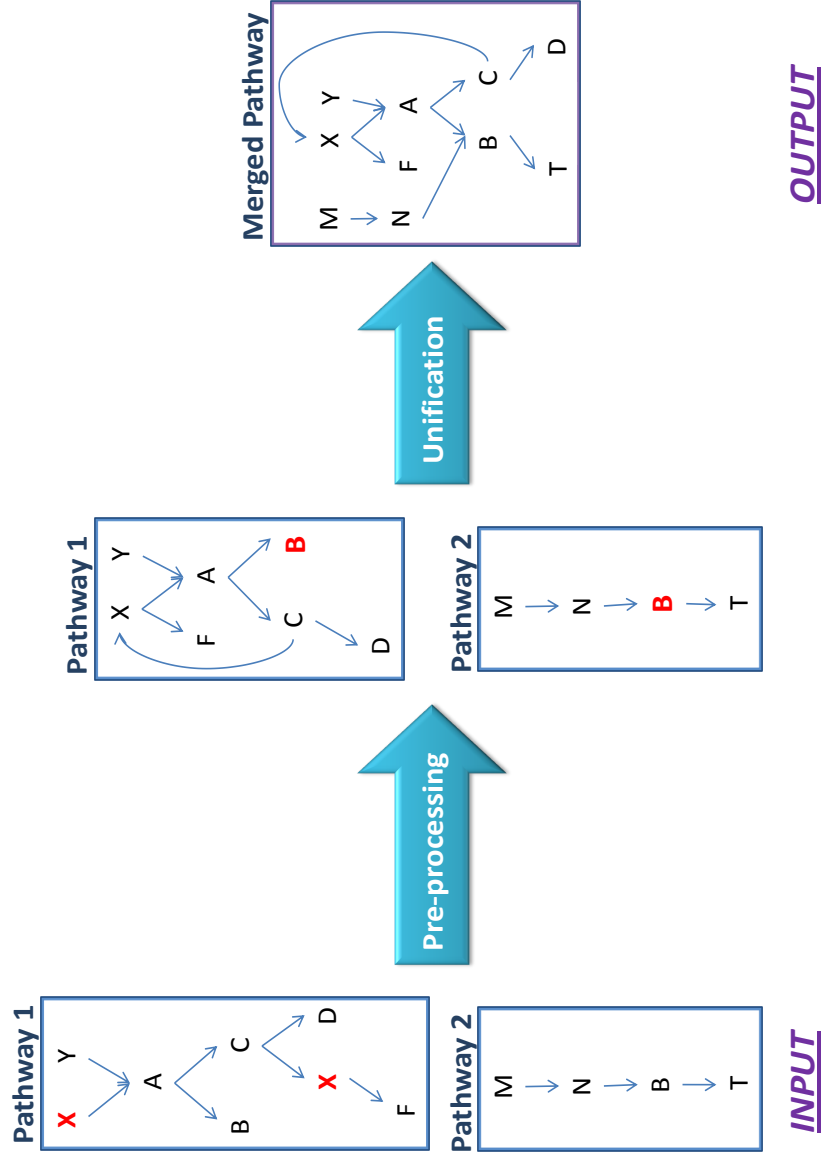 Pathway 1
X Y
A
B C
X D
F
Pathway 2
M
N
B
T
INPUT
Pre-processing
Pathway 1
X Y
F A
C B
D
Pathway 2
M
N
B
T
Unification
Merged Pathway
M X Y
N F A
B C
T D
OUTPUT